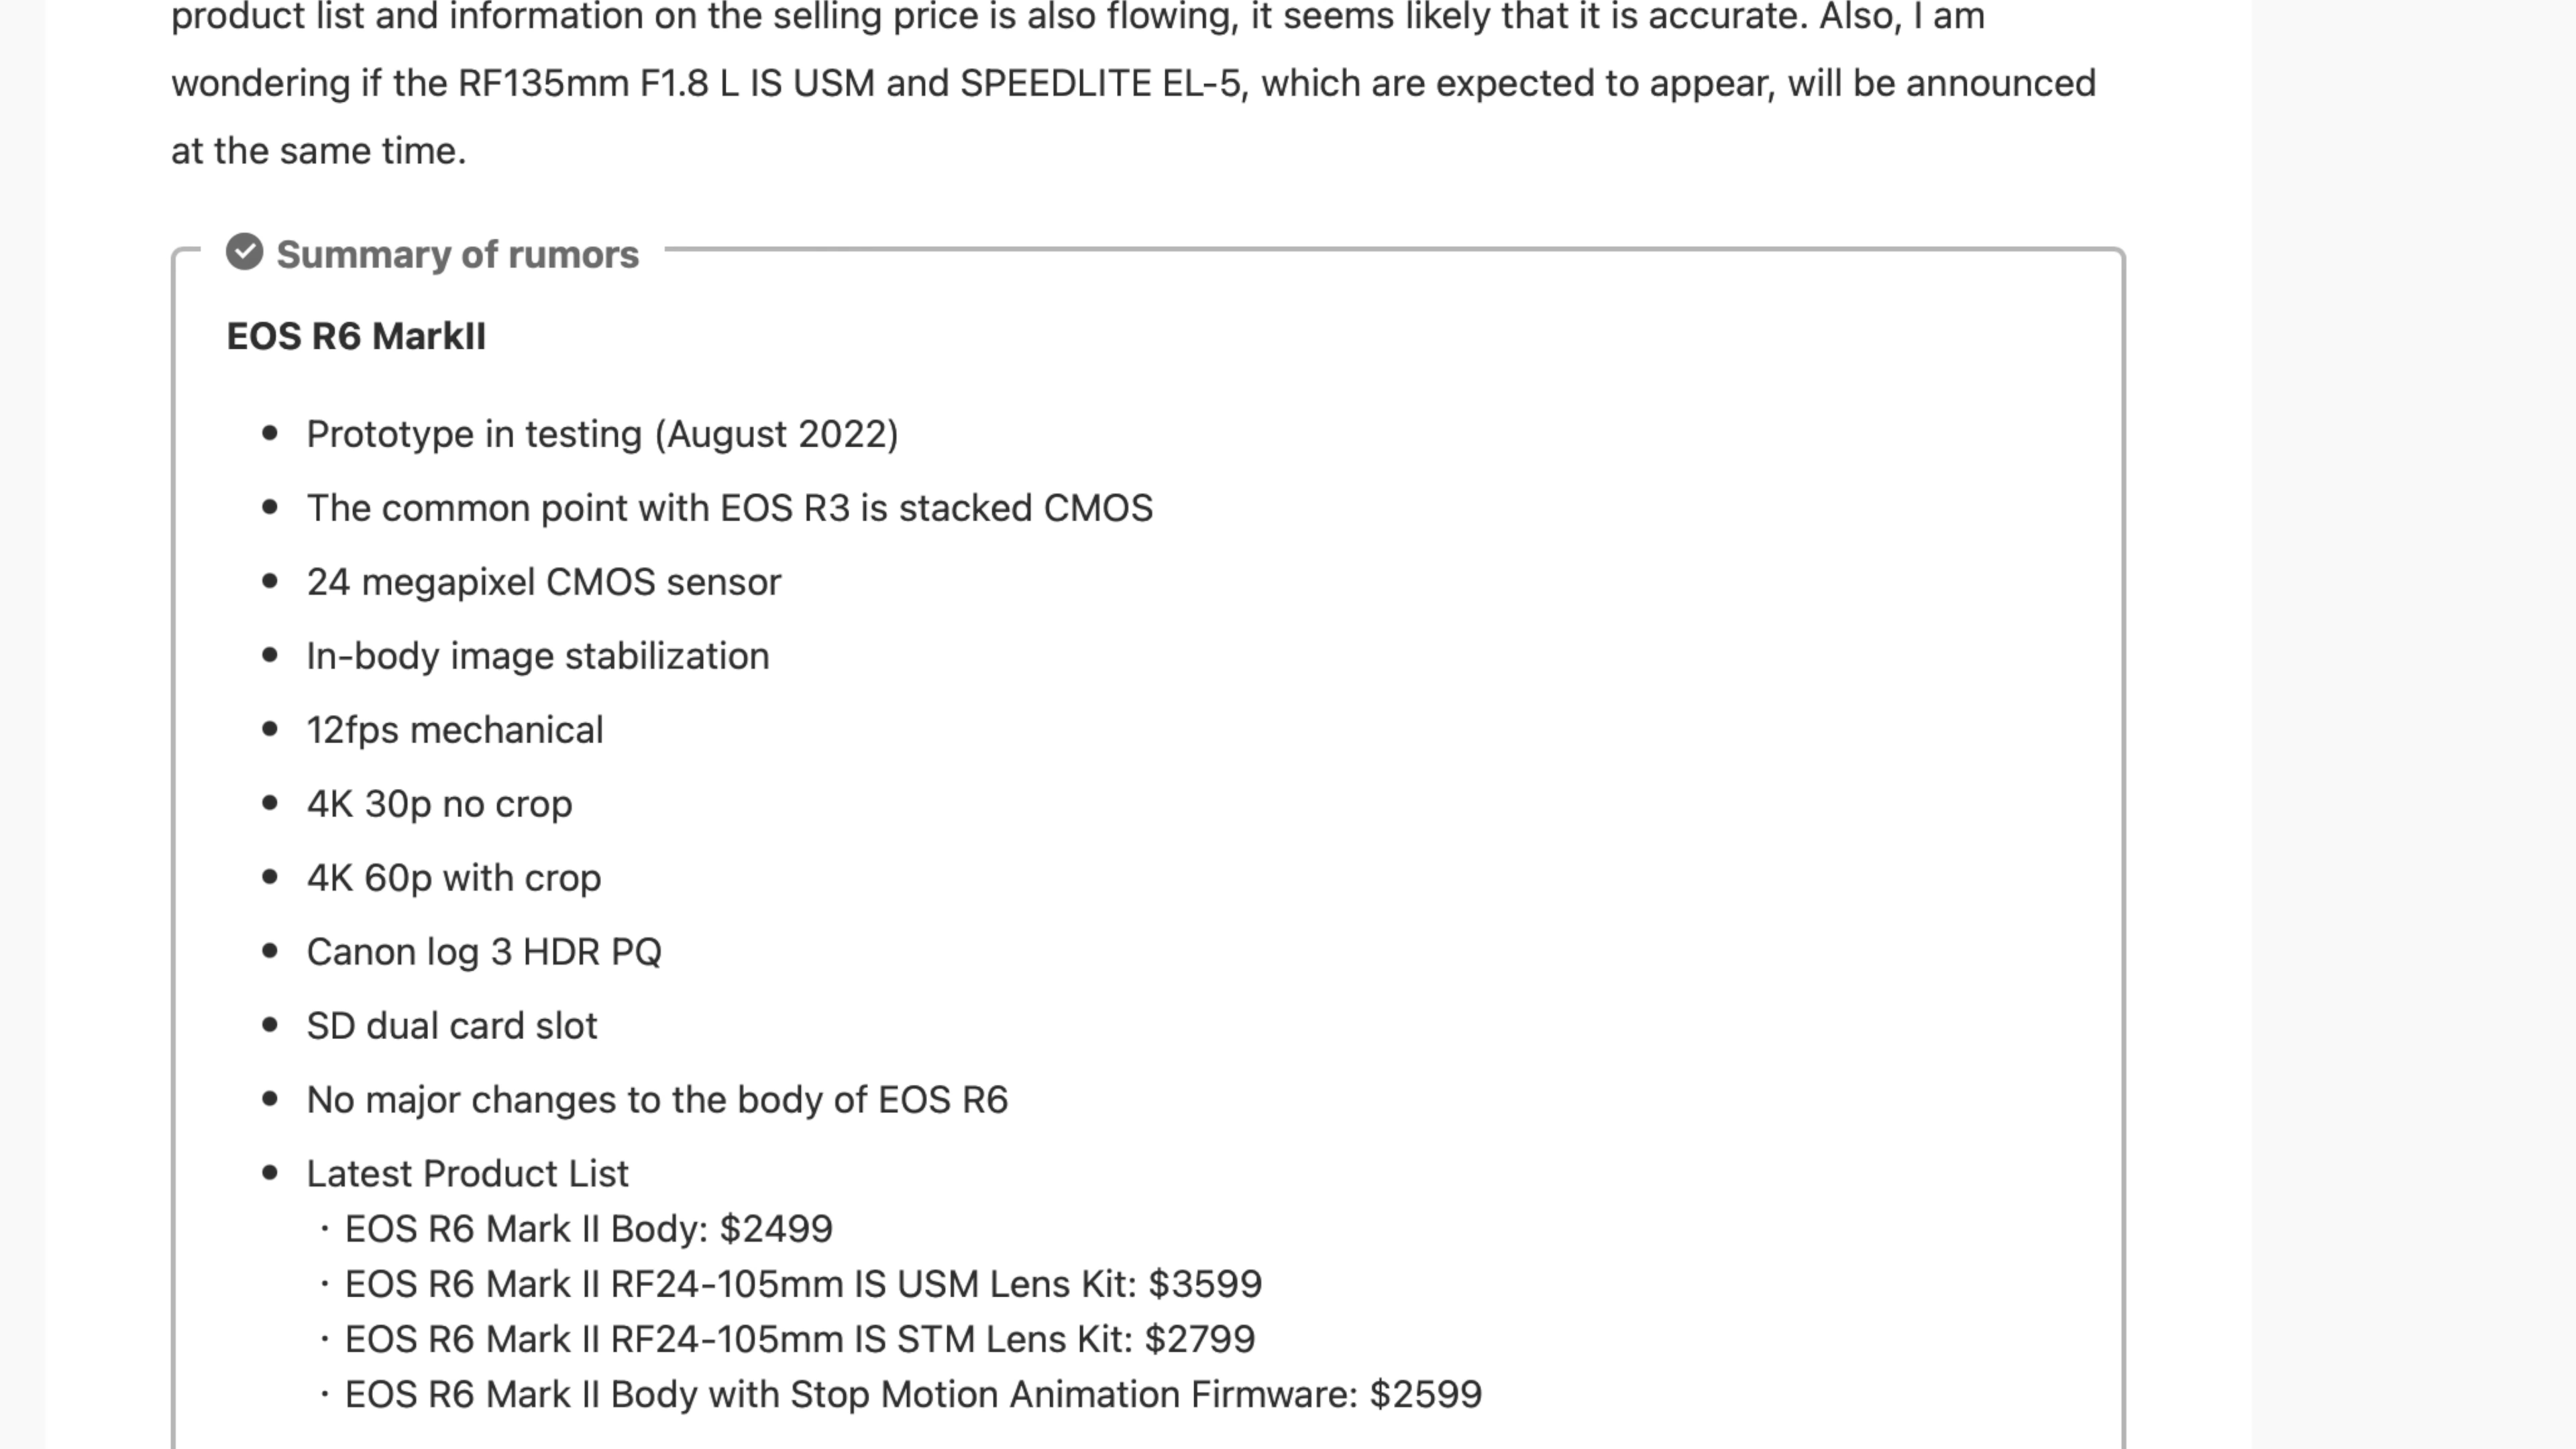 product list and information on the selling price is also flowing, it seems likely that it is accurate. Also, I am
wondering if the RF135mm F1.8 L IS USM and SPEEDLITE EL-5, which are expected to appear, will be announced
at the same time.
Summary of rumors
EOS R6 MarkII
• Prototype in testing (August 2022)
• The common point with EOS R3 is stacked CMOS
• 24 megapixel CMOS sensor
• In-body image stabilization
• 12fps mechanical
• 4K 30p no crop
• 4K 60p with crop
• Canon log 3 HDR PQ
• SD dual card slot
• No major changes to the body of EOS R6
• Latest Product List
・EOS R6 Mark II Body: $2499
・EOS R6 Mark II RF24-105mm IS USM Lens Kit: $3599
・EOS R6 Mark II RF24-105mm IS STM Lens Kit: $2799
・EOS R6 Mark II Body with Stop Motion Animation Firmware: $2599